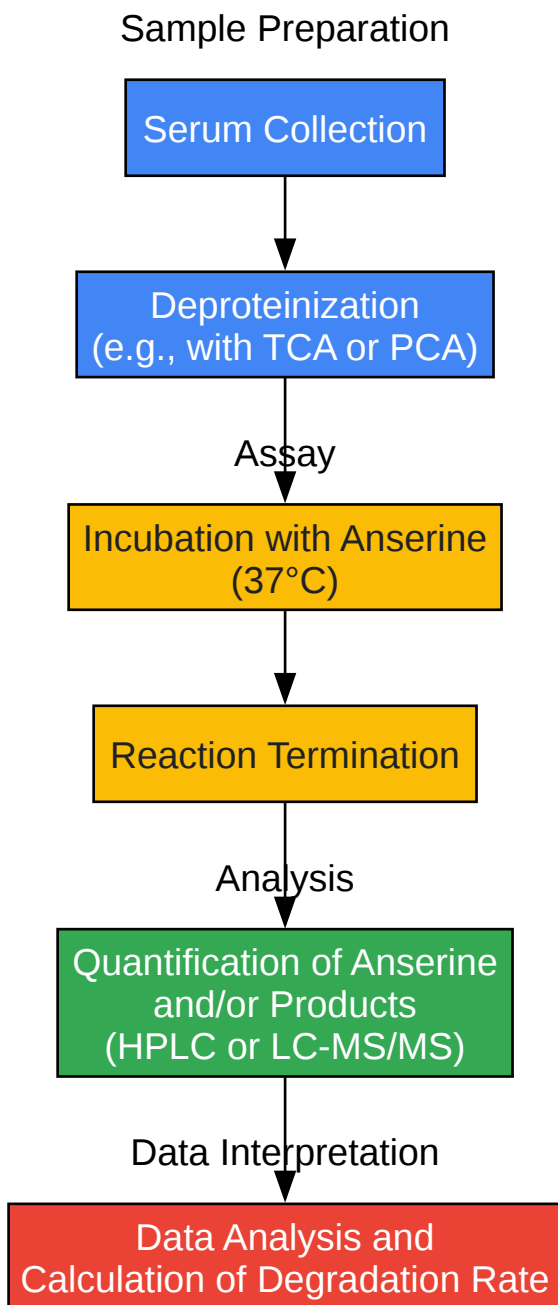 Sample Preparation
Serum Collection
Deproteinization
(e.g., with TCA or PCA)
Assay
Incubation with Anserine
(37°C)
Reaction Termination
Analysis
Quantification of Anserine
and/or Products
(HPLC or LC-MS/MS)
Data Interpretation
Data Analysis and
Calculation of Degradation Rate